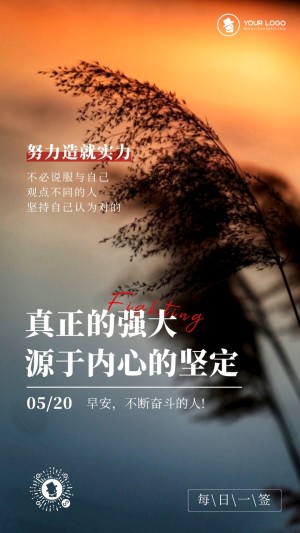 YOUR LOGO
努力造就实力
不必说服与自己
观点不同的人
坚持自己认为对的
Fighting
真正的强大
源于内心的坚定
05/20 早安，不断奋斗的人!
每\日\一\签